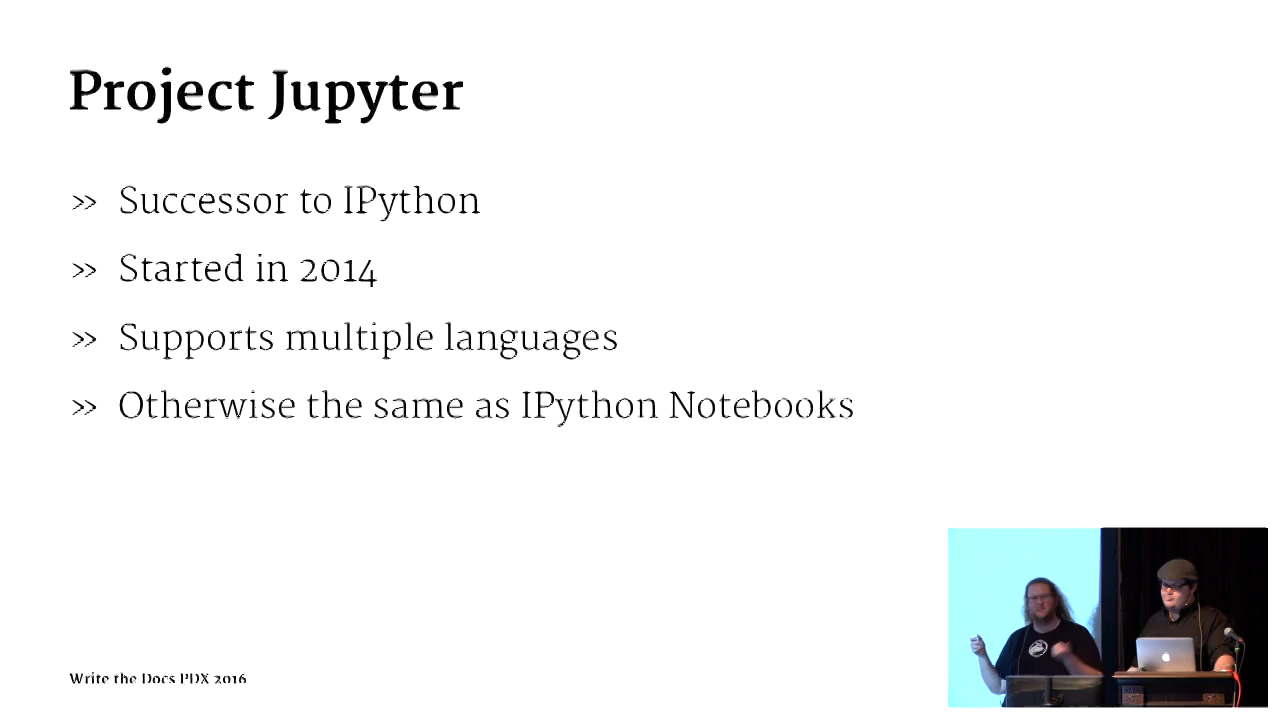 Project Jupyter
» Successor to IPython
» Started in 2014
» Supports multiple languages
» Otherwise the same as IPython Notebooks
Write the Docs PDX 2016